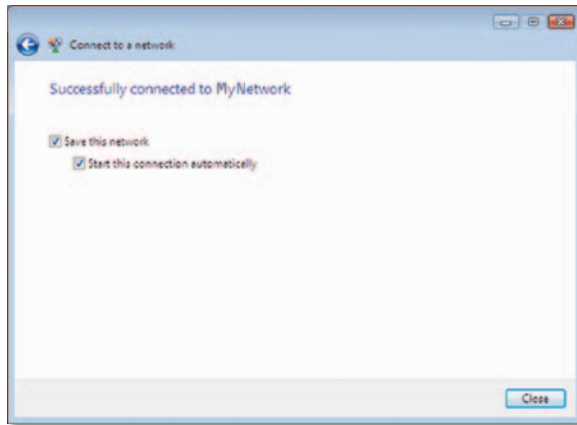 Connect to a network
Successfully connected to MyNetwork
Save this network
Start this connection automatically
Close